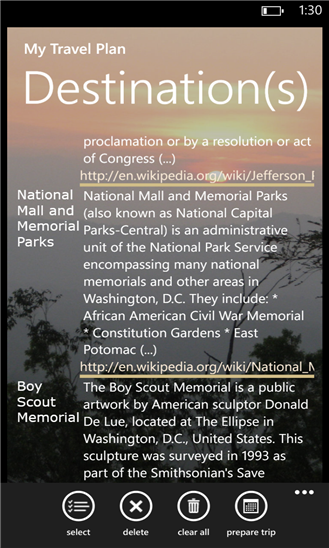 1:30
My Travel Plan
Destination(s)
proclamation or by a resolution or act
of Congress (...)
http://en.wikipedia.org/wiki/Jefferson_
National
Mall and
Memorial
Parks
National Mall and Memorial Parks
(also known as National Capital
Parks-Central) is an administrative
unit of the National Park Service
encompassing many national
memorials and other areas in
Washington, D.C. They include: *
African American Civil War Memorial
* Constitution Gardens * East
Potomac (...)
http://en.wikipedia.org/wiki/National_
Boy
Scout
Memorial
The Boy Scout Memorial is a public
artwork by American sculptor Donald
De Lue, located at The Ellipse in
Washington, D.C., United States. This
sculpture was surveyed in 1993 as
part of the Smithsonian's Save
select
delete
clear all
prepare trip